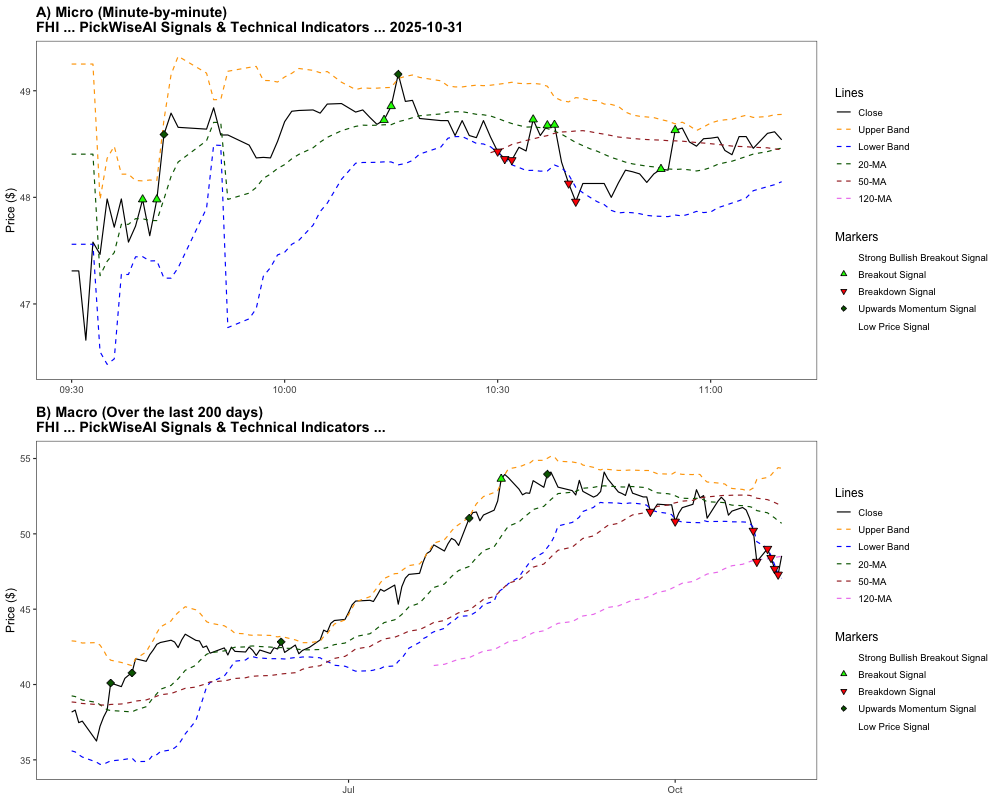 A) Micro (Minute-by-minute)
FHI ... PickWiseAI Signals & Technical Indicators ... 2025-10-31
Price ($)
49
48
47
09:30
10:00
10:30
11:00
Lines
Close
Upper Band
Lower Band
20-MA
50-MA
120-MA
Markers
Strong Bullish Breakout Signal
Breakout Signal
Breakdown Signal
Upwards Momentum Signal
Low Price Signal
B) Macro (Over the last 200 days)
FHI ... PickWiseAI Signals & Technical Indicators ...
Price ($)
55
50
45
40
35
Jul
Oct
Lines
Close
Upper Band
Lower Band
20-MA
50-MA
120-MA
Markers
Strong Bullish Breakout Signal
Breakout Signal
Breakdown Signal
Upwards Momentum Signal
Low Price Signal